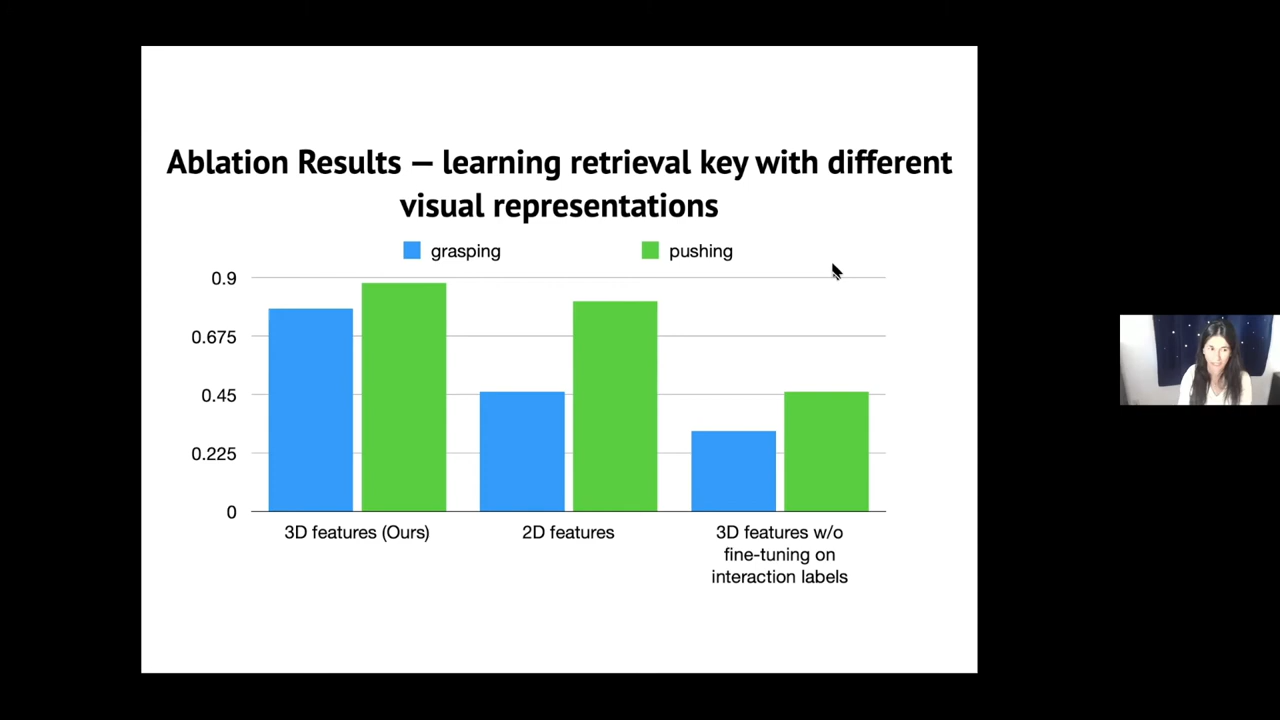 Ablation Results — learning retrieval key with different
visual representations
grasping
pushing
0.9
0.675
0.45
0.225
0
3D features (Ours)
2D features
3D features w/o
fine-tuning on
interaction labels